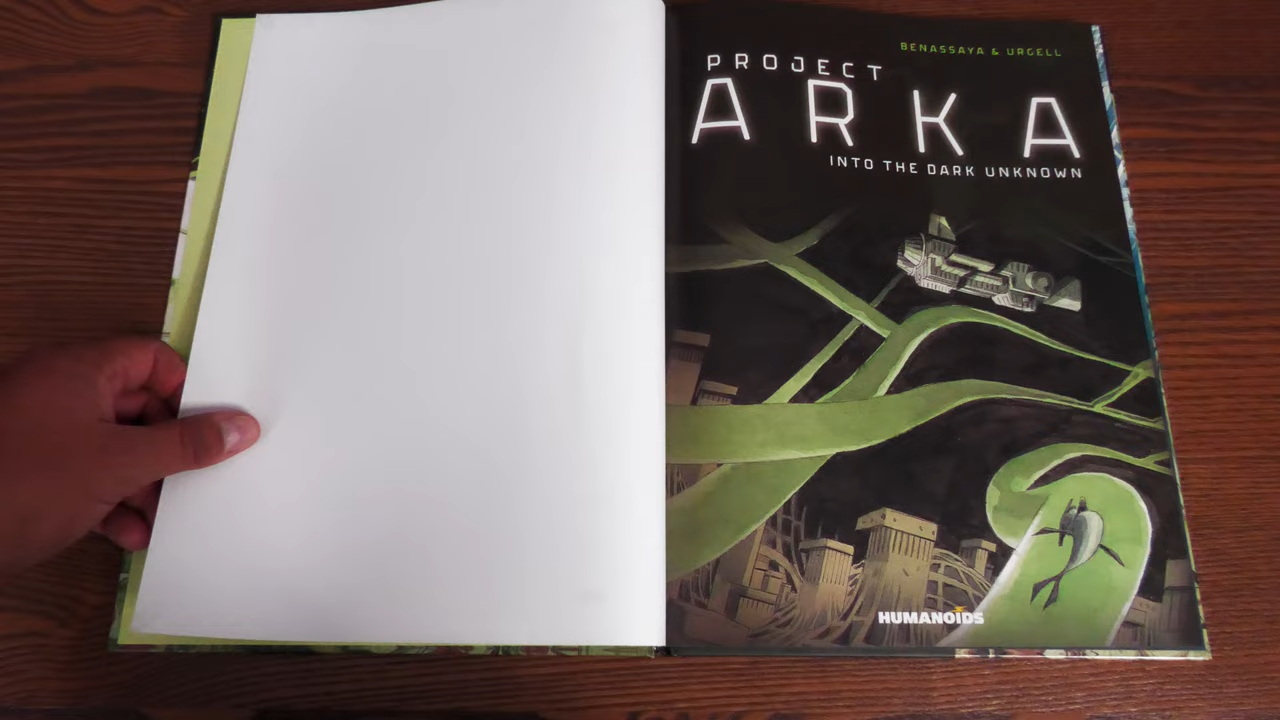 BENASSAYA & URGELL
PROJECT
ARKA
INTO THE DARK UNKNOWN
HUMANOIDS